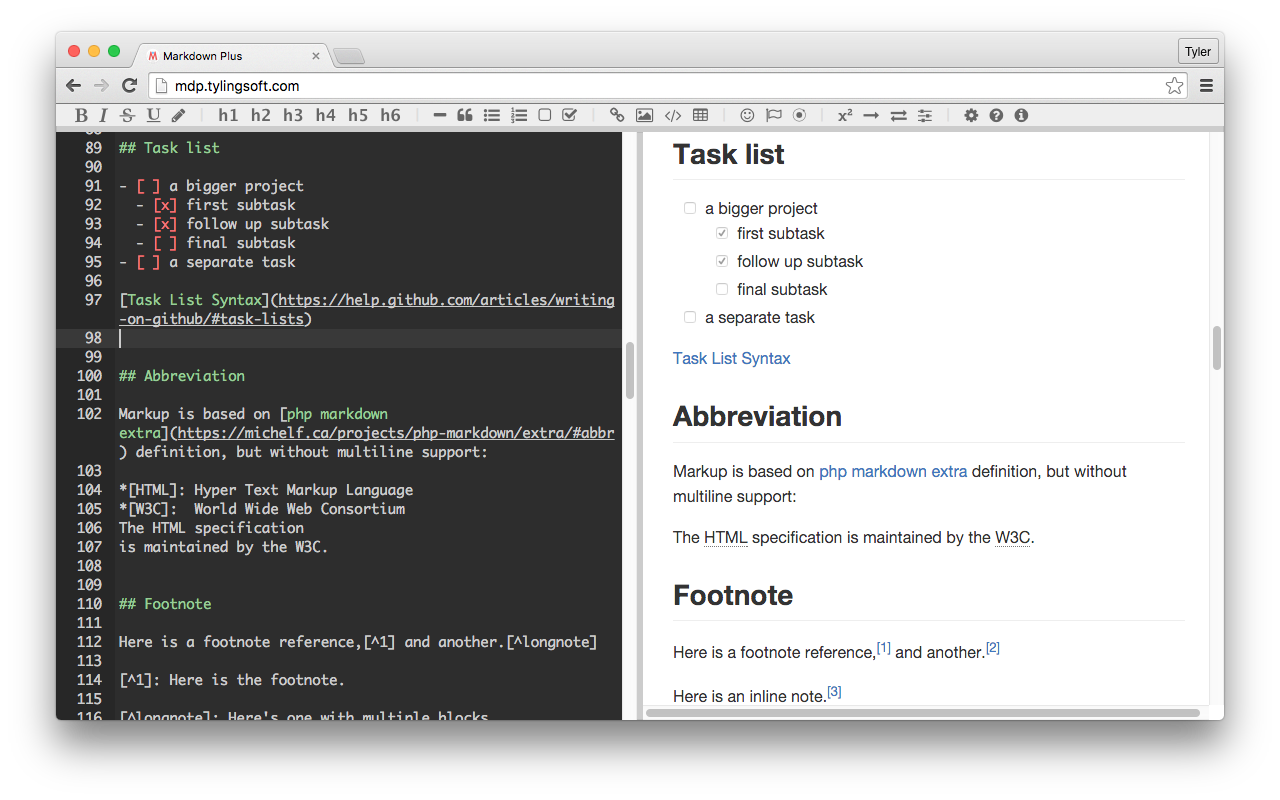 Markdown Plus
Tyler
mdp.tylingsoft.com
B I S U h1 h2 h3 h4 h5 h6 </> x²
89 ## Task list
90
91 - [ ] a bigger project
92 - [x] first subtask
93 - [x] follow up subtask
94 - [ ] final subtask
95 - [ ] a separate task
96
97 [Task List Syntax](https://help.github.com/articles/writing
-on-github/#task-lists)
98
99
100 ## Abbreviation
101
102 Markup is based on [php markdown
extra](https://michelf.ca/projects/php-markdown/extra/#abbr
) definition, but without multiline support:
103
104 *[HTML]: Hyper Text Markup Language
105 *[W3C]:  World Wide Web Consortium
106 The HTML specification
107 is maintained by the W3C.
108
109
110 ## Footnote
111
112 Here is a footnote reference,[^1] and another.[^longnote]
113
114 [^1]: Here is the footnote.
115
116 [^longnote]: Here's one with multiple blocks
Task list
a bigger project
first subtask
follow up subtask
final subtask
a separate task
Task List Syntax
Abbreviation
Markup is based on php markdown extra definition, but without
multiline support:
The HTML specification is maintained by the W3C.
Footnote
Here is a footnote reference,[1] and another.[2]
Here is an inline note.[3]